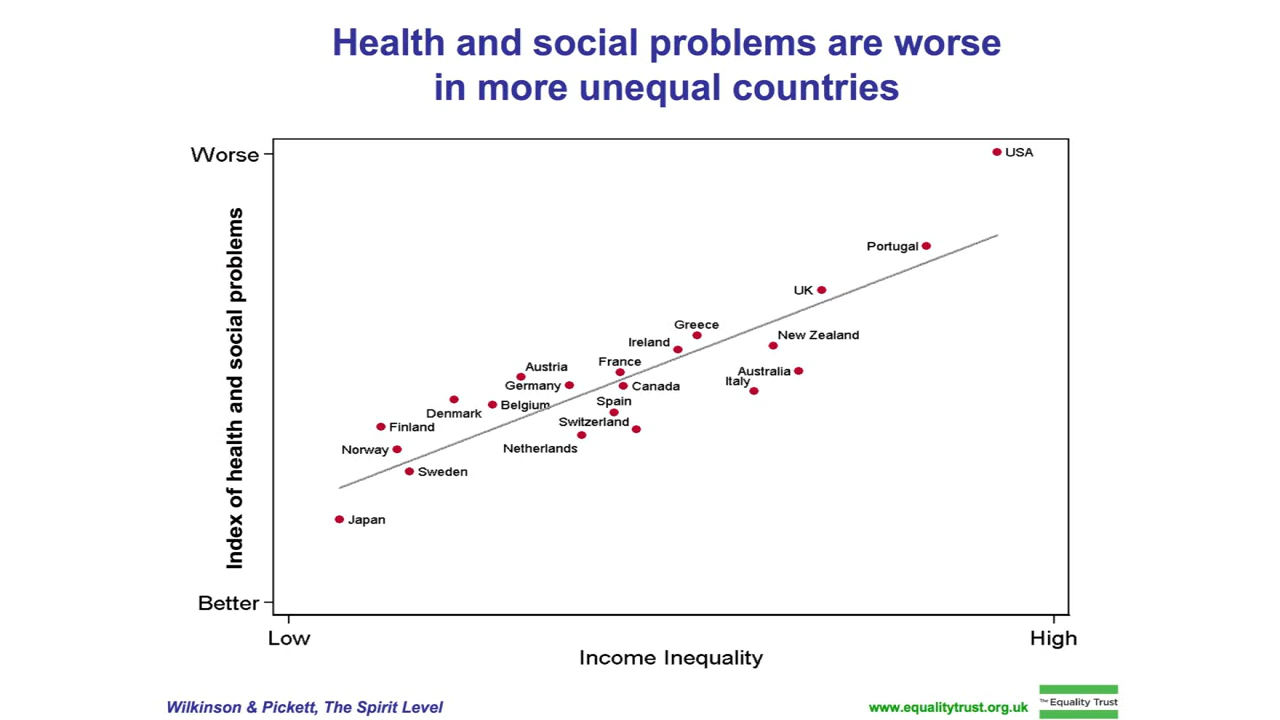 Health and social problems are worse
in more unequal countries
Worse
USA
Portugal
UK
Greece
New Zealand
Ireland
France
Austria
Australia
Italy
Germany
Canada
Spain
Belgium
Denmark
Switzerland
Finland
Norway
Netherlands
Sweden
Japan
Index of health and social problems
Better
Low
High
Income Inequality
Wilkinson & Pickett, The Spirit Level
www.equalitytrust.org.uk
The Equality Trust